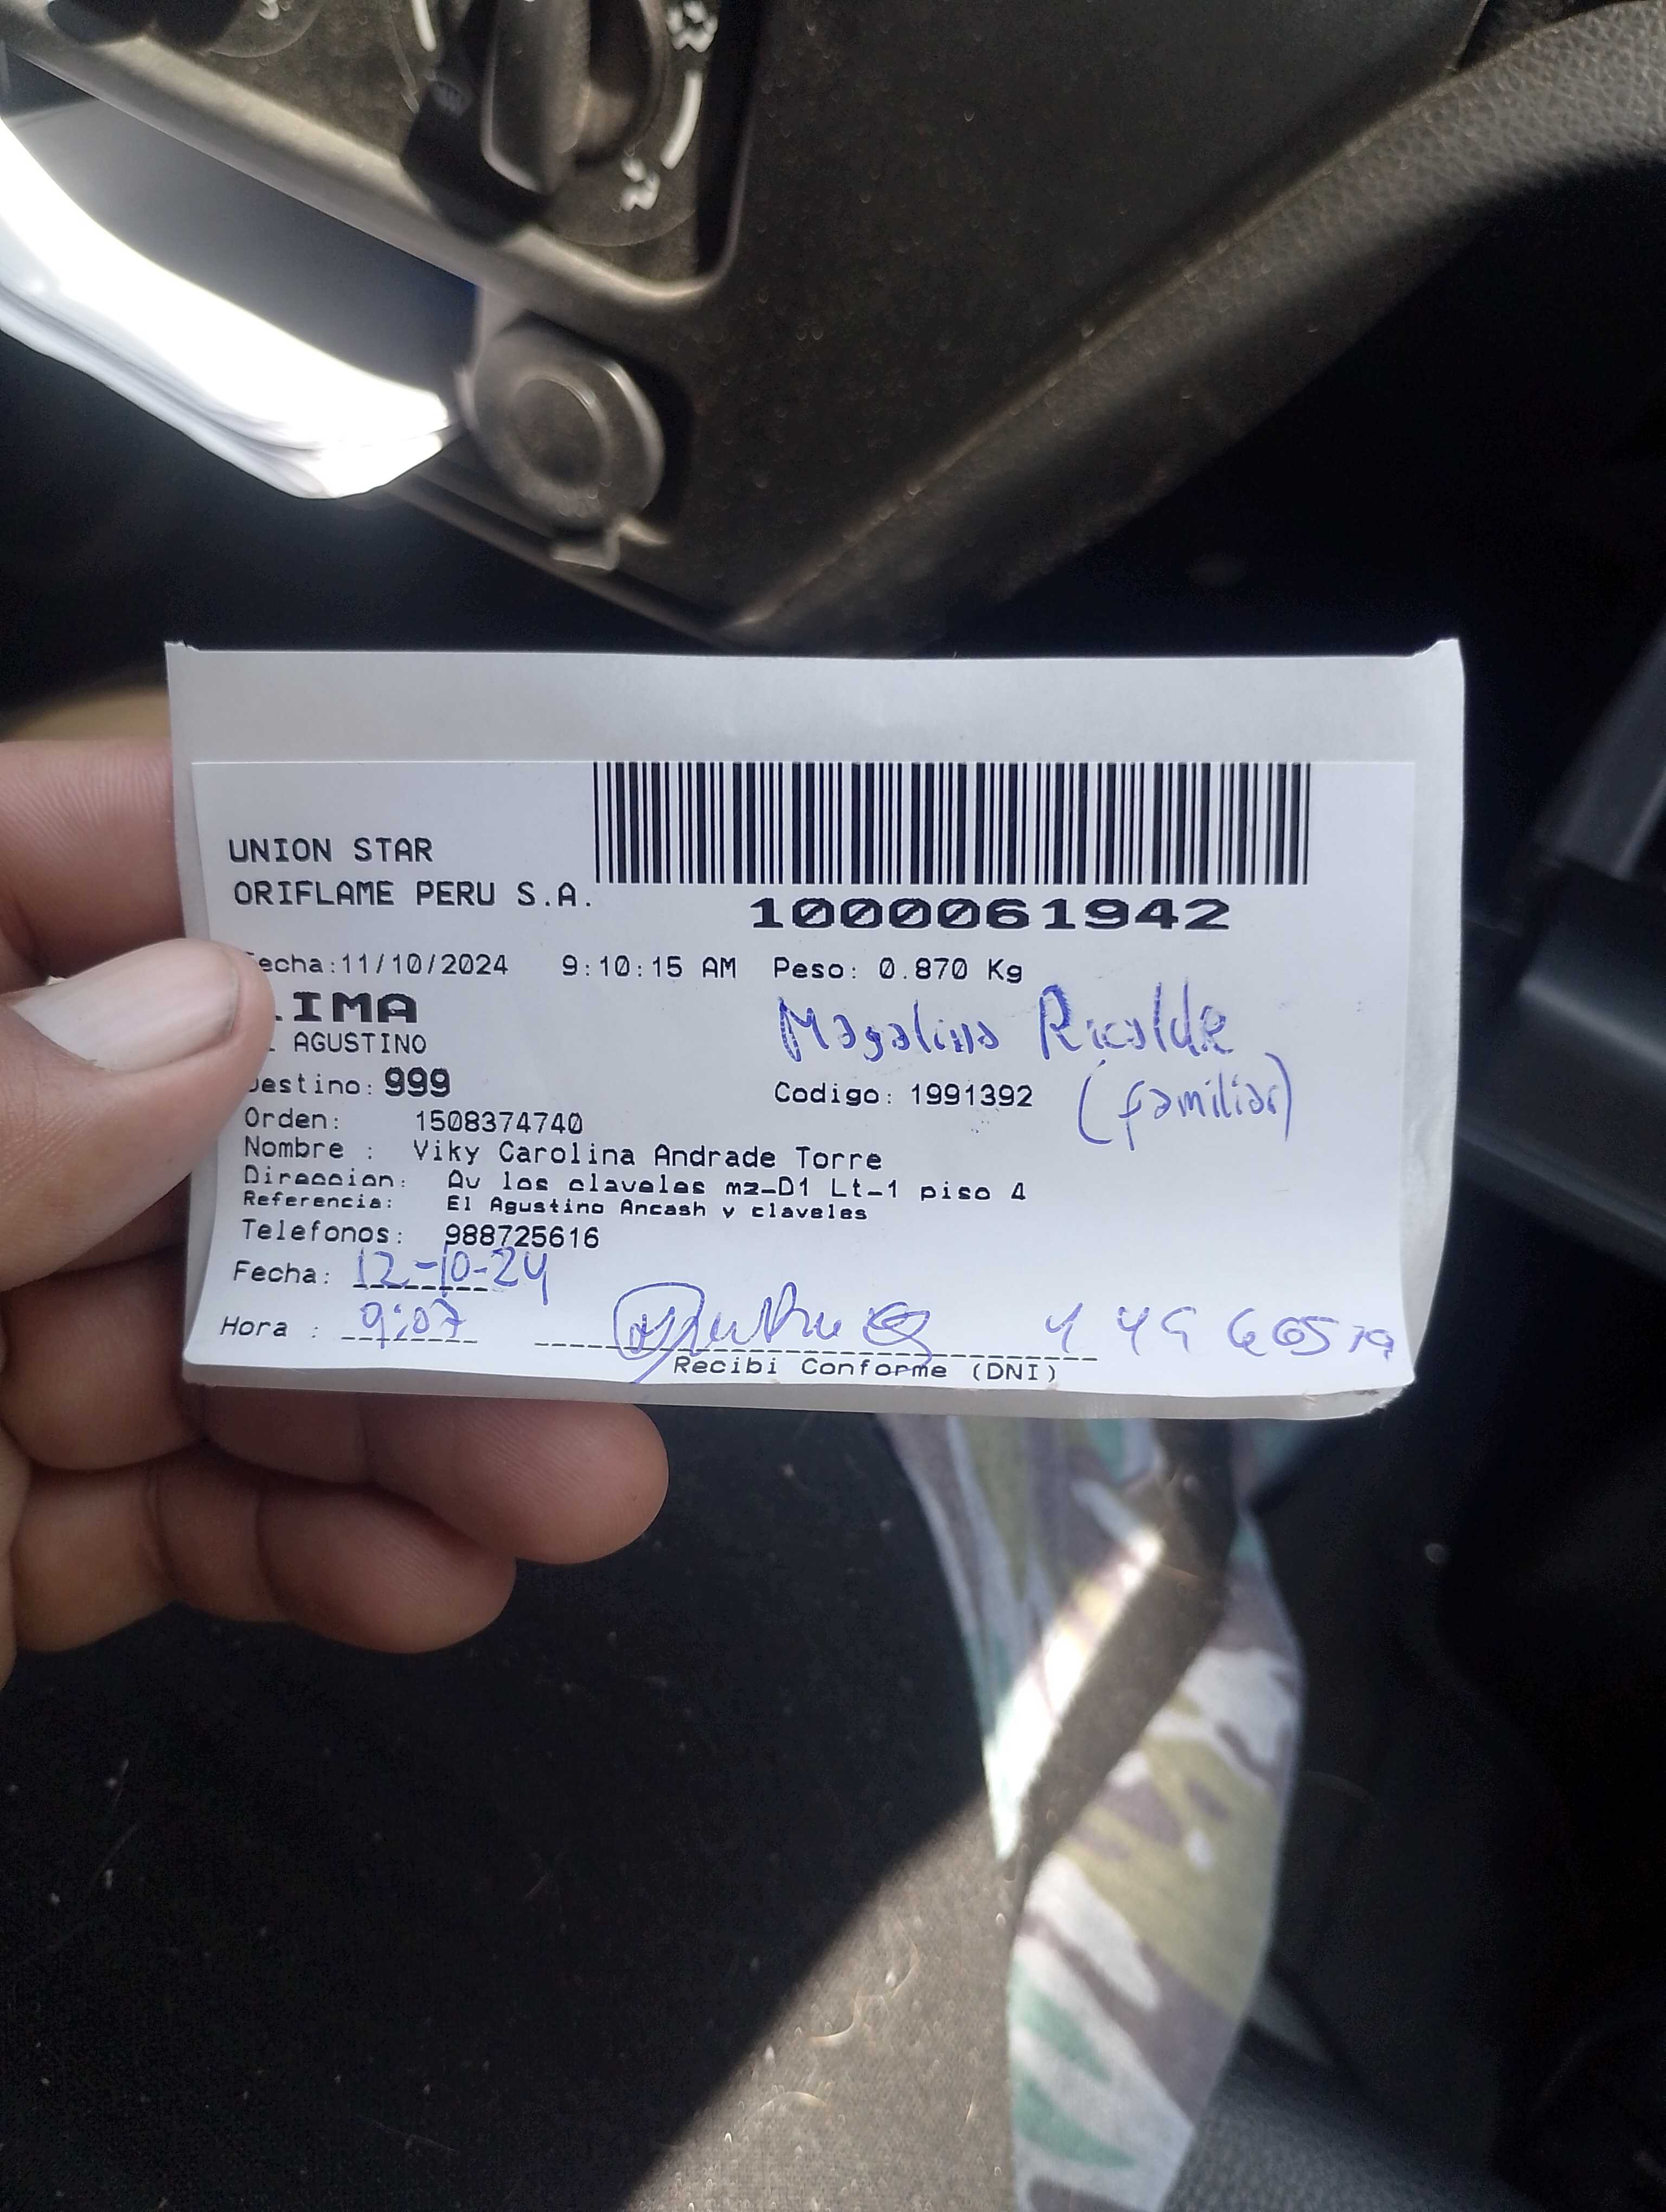 UNION STAR
ORIFLAME PERU S.A.
1000061942
echa:11/10/2024 9:10:15 AM Peso: 0.870 Kg
IMA
AGUSTINO
Magalina Ricalde
estino: 999
Codigo: 1991392 (familiar)
Orden: 1508374740
Nombre : Viky Carolina Andrade Torre
Direccion: Av los claveles mz-D1 Lt-1 piso 4
Referencia: El Agustino Ancash y claveles
Telefonos: 988725616
Fecha: 12-10-24
Hora : 9:07
Recibi Conforme (DNI)